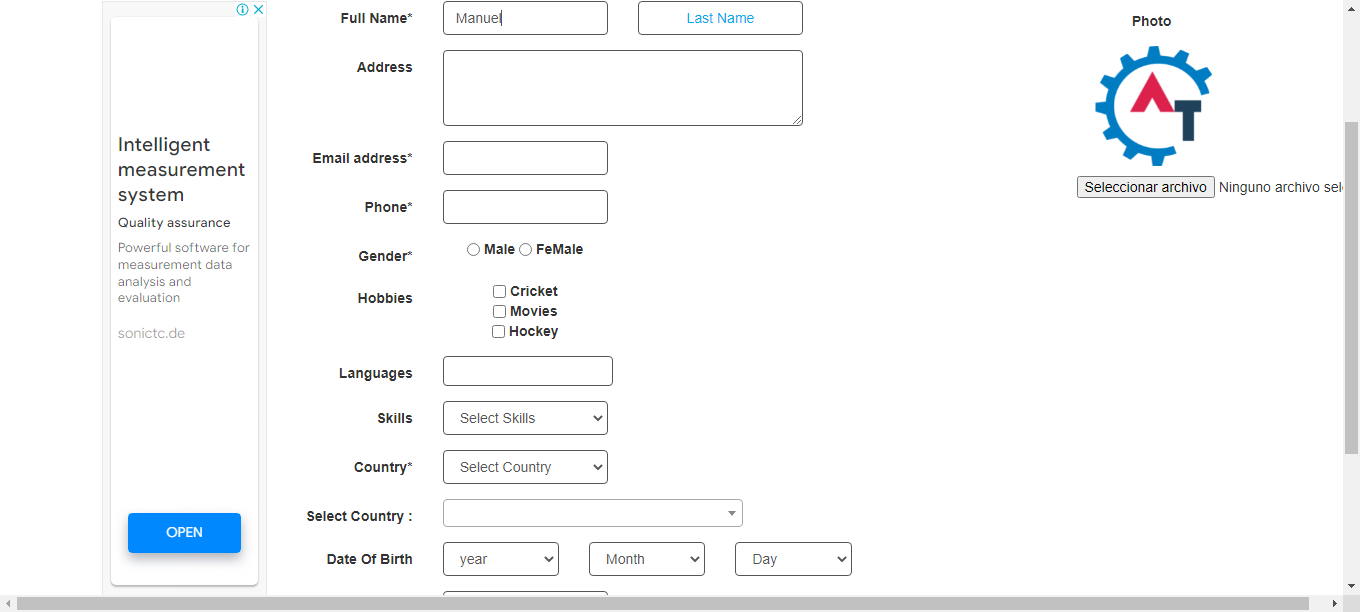 Full Name*
Manuel
Last Name
Photo
Address
AT
Intelligent
measurement
system
Quality assurance
Powerful software for
measurement data
analysis and
evaluation
sonictc.de
OPEN
Email address*
Phone*
Seleccionar archivo
Ninguno archivo sel
Gender*
Male
FeMale
Hobbies
Cricket
Movies
Hockey
Languages
Skills
Select Skills
Country*
Select Country
Select Country :
Date Of Birth
year
Month
Day